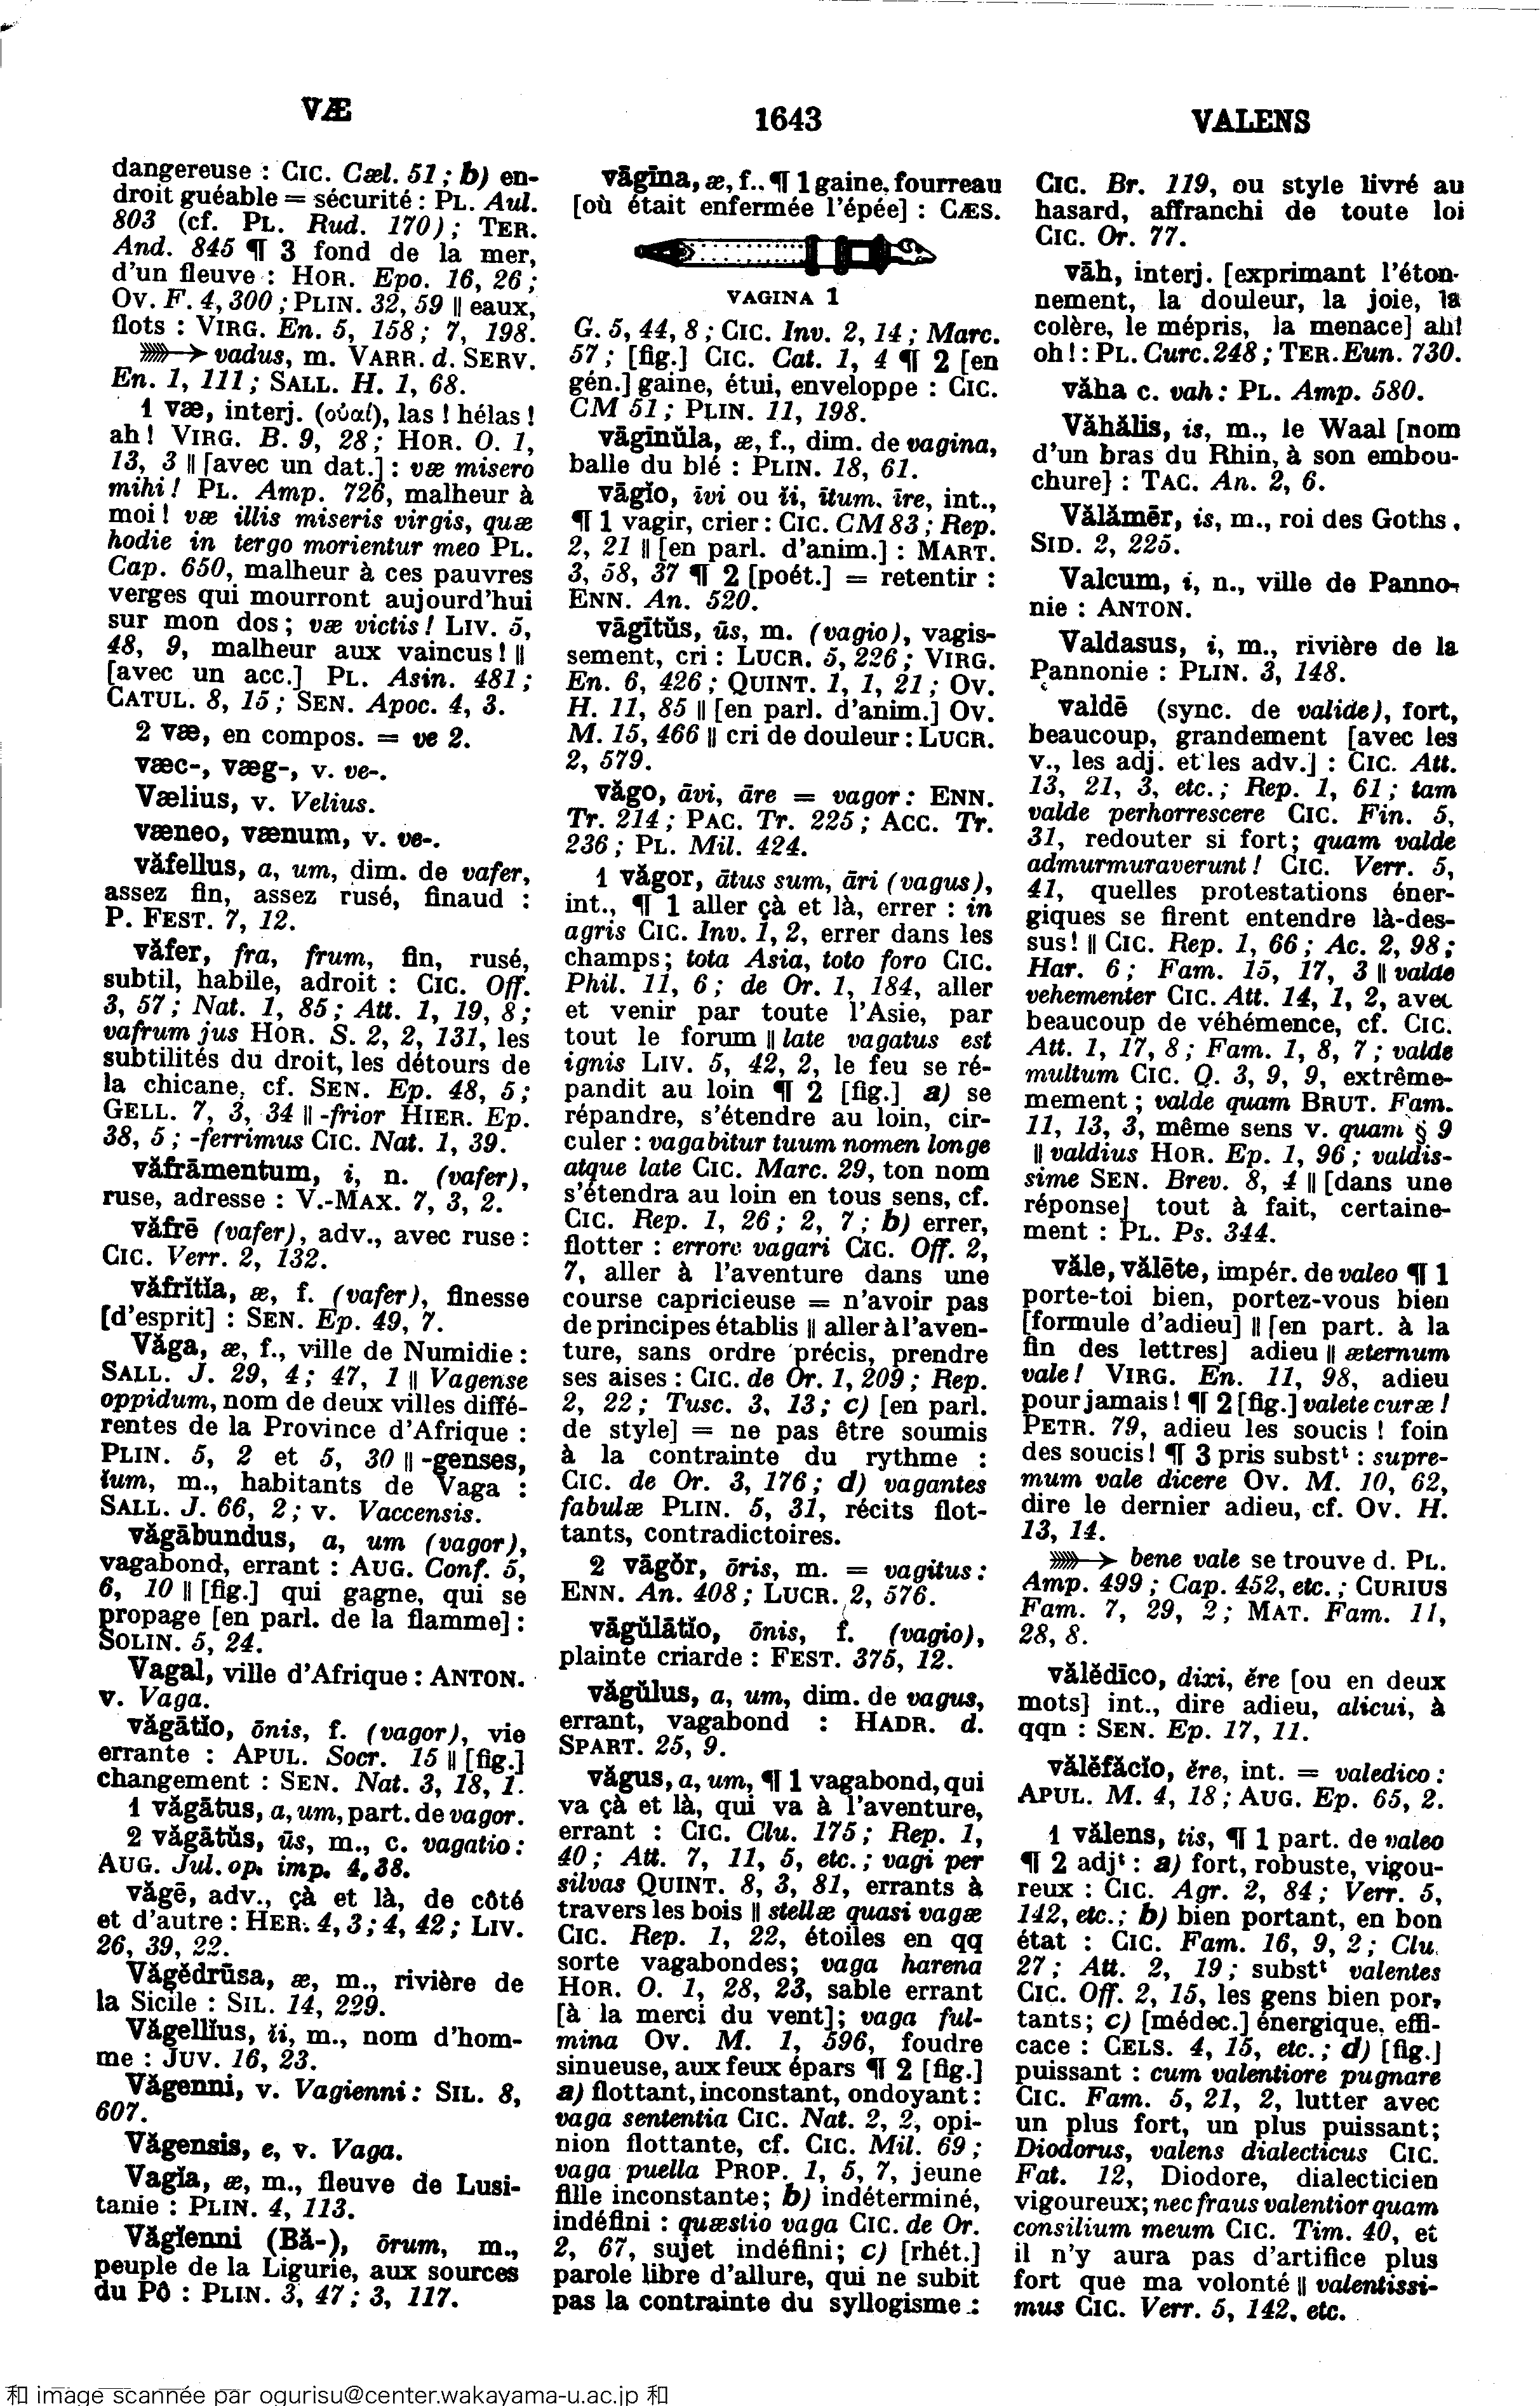 VÆ
1643
VALENS
dangereuse : CIC. Cæl. 51 ; b) en-
droit guéable = sécurité : PL. Aul.
803 (cf. PL. Rud. 170) ; TER.
And. 845 ¶ 3 fond de la mer,
d'un fleuve : HOR. Epo. 16, 26 ;
OV. F. 4, 300 ; PLIN. 32, 59 || eaux,
flots : VIRG. En. 5, 158 ; 7, 198.
vadus, m. VARR. d. SERV.
En. 1, 111 ; SALL. H. 1, 68.
1 væ, interj. (οὐαί), las ! hélas !
ah ! VIRG. B. 9, 28 ; HOR. O. 1,
13, 3 || [avec un dat.] : væ misero
mihi ! PL. Amp. 726, malheur à
moi ! væ illis miseris virgis, quæ
hodie in tergo morientur meo PL.
Cap. 650, malheur à ces pauvres
verges qui mourront aujourd'hui
sur mon dos ; væ victis ! LIV. 5,
48, 9, malheur aux vaincus ! ||
[avec un acc.] PL. Asin. 481 ;
CATUL. 8, 15 ; SEN. Apoc. 4, 3.
2 væ, en compos. = ve 2.
væc-, væg-, v. ve-.
Vælius, v. Velius.
væneo, vænum, v. ve-.
văfellus, a, um, dim. de vafer,
assez fin, assez rusé, finaud :
P. FEST. 7, 12.
văfer, fra, frum, fin, rusé,
subtil, habile, adroit : CIC. Off.
3, 57 ; Nat. 1, 85 ; Att. 1, 19, 8 ;
vafrum jus HOR. S. 2, 2, 131, les
subtilités du droit, les détours de
la chicane, cf. SEN. Ep. 48, 5 ;
GELL. 7, 3, 34 || -frior HIER. Ep.
38, 5 ; -ferrimus CIC. Nat. 1, 39.
văfrāmentum, i, n. (vafer),
ruse, adresse : V.-MAX. 7, 3, 2.
văfrē (vafer), adv., avec ruse :
CIC. Verr. 2, 132.
văfrĭtĭa, æ, f. (vafer), finesse
[d'esprit] : SEN. Ep. 49, 7.
Văga, æ, f., ville de Numidie :
SALL. J. 29, 4 ; 47, 1 || Vagense
oppidum, nom de deux villes diffé-
rentes de la Province d'Afrique :
PLIN. 5, 2 et 5, 30 || -genses,
ĭum, m., habitants de Vaga :
SALL. J. 66, 2 ; v. Vaccensis.
văgābundus, a, um (vagor),
vagabond, errant : AUG. Conf. 5,
6, 10 || [fig.] qui gagne, qui se
propage [en parl. de la flamme] :
SOLIN. 5, 24.
Vagal, ville d'Afrique : ANTON.
v. Vaga.
văgātĭo, ōnis, f. (vagor), vie
errante : APUL. Socr. 15 || [fig.]
changement : SEN. Nat. 3, 18, 1.
1 văgātus, a, um, part. de vagor.
2 văgātŭs, ūs, m., c. vagatio :
AUG. Jul. op. imp. 4, 38.
văgē, adv., çà et là, de côté
et d'autre : HER. 4, 3 ; 4, 42 ; LIV.
26, 39, 22.
Văgĕdrūsa, æ, m., rivière de
la Sicile : SIL. 14, 229.
Văgellĭus, ĭi, m., nom d'hom-
me : JUV. 16, 23.
Văgenni, v. Vagienni : SIL. 8,
607.
Văgensis, e, v. Vaga.
Vagĭa, æ, m., fleuve de Lusi-
tanie : PLIN. 4, 113.
Văgĭenni (Bă-), ōrum, m.,
peuple de la Ligurie, aux sources
du Pô : PLIN. 3, 47 ; 3, 117.
vāgīna, æ, f.. ¶ 1 gaine, fourreau
[où était enfermée l'épée] : CÆS.
VAGINA 1
G. 5, 44, 8 ; CIC. Inv. 2, 14 ; Marc.
57 ; [fig.] CIC. Cat. 1, 4 ¶ 2 [en
gén.] gaine, étui, enveloppe : CIC.
CM 51 ; PLIN. 11, 198.
vāgīnŭla, æ, f., dim. de vagina,
balle du blé : PLIN. 18, 61.
vāgĭo, īvi ou ĭi, ītum, īre, int.,
¶ 1 vagir, crier : CIC. CM 83 ; Rep.
2, 21 || [en parl. d'anim.] : MART.
3, 58, 37 ¶ 2 [poét.] = retentir :
ENN. An. 520.
vāgītŭs, ūs, m. (vagio), vagis-
sement, cri : LUCR. 5, 226 ; VIRG.
En. 6, 426 ; QUINT. 1, 1, 21 ; OV.
H. 11, 85 || [en parl. d'anim.] OV.
M. 15, 466 || cri de douleur : LUCR.
2, 579.
văgo, āvi, āre = vagor : ENN.
Tr. 214 ; PAC. Tr. 225 ; ACC. Tr.
236 ; PL. Mil. 424.
1 văgor, ātus sum, āri (vagus),
int., ¶ 1 aller çà et là, errer : in
agris CIC. Inv. 1, 2, errer dans les
champs ; tota Asia, toto foro CIC.
Phil. 11, 6 ; de Or. 1, 184, aller
et venir par toute l'Asie, par
tout le forum || late vagatus est
ignis LIV. 5, 42, 2, le feu se ré-
pandit au loin ¶ 2 [fig.] a) se
répandre, s'étendre au loin, cir-
culer : vagabitur tuum nomen longe
atque late CIC. Marc. 29, ton nom
s'étendra au loin en tous sens, cf.
CIC. Rep. 1, 26 ; 2, 7 ; b) errer,
flotter : errore vagari CIC. Off. 2,
7, aller à l'aventure dans une
course capricieuse = n'avoir pas
de principes établis || aller à l'aven-
ture, sans ordre précis, prendre
ses aises : CIC. de Or. 1, 209 ; Rep.
2, 22 ; Tusc. 3, 13 ; c) [en parl.
de style] = ne pas être soumis
à la contrainte du rythme :
CIC. de Or. 3, 176 ; d) vagantes
fabulæ PLIN. 5, 31, récits flot-
tants, contradictoires.
2 vāgŏr, ōris, m. = vagitus :
ENN. An. 408 ; LUCR. 2, 576.
vāgŭlātĭo, ōnis, f. (vagio),
plainte criarde : FEST. 375, 12.
văgŭlus, a, um, dim. de vagus,
errant, vagabond : HADR. d.
SPART. 25, 9.
văgus, a, um, ¶ 1 vagabond, qui
va çà et là, qui va à l'aventure,
errant : CIC. Clu. 175 ; Rep. 1,
40 ; Att. 7, 11, 5, etc. ; vagi per
silvas QUINT. 8, 3, 81, errants à
travers les bois || stellæ quasi vagæ
CIC. Rep. 1, 22, étoiles en qq
sorte vagabondes ; vaga harena
HOR. O. 1, 28, 23, sable errant
[à la merci du vent] ; vaga ful-
mina OV. M. 1, 596, foudre
sinueuse, aux feux épars ¶ 2 [fig.]
a) flottant, inconstant, ondoyant :
vaga sententia CIC. Nat. 2, 2, opi-
nion flottante, cf. CIC. Mil. 69 ;
vaga puella PROP. 1, 5, 7, jeune
fille inconstante ; b) indéterminé,
indéfini : quæstio vaga CIC. de Or.
2, 67, sujet indéfini ; c) [rhét.]
parole libre d'allure, qui ne subit
pas la contrainte du syllogisme :
CIC. Br. 119, ou style livré au
hasard, affranchi de toute loi
CIC. Or. 77.
vāh, interj. [exprimant l'éton-
nement, la douleur, la joie, la
colère, le mépris, la menace] ah !
oh ! : PL. Curc. 248 ; TER. Eun. 730.
văha c. vah : PL. Amp. 580.
Văhălis, is, m., le Waal [nom
d'un bras du Rhin, à son embou-
chure] : TAC. An. 2, 6.
Vălămēr, is, m., roi des Goths.
SID. 2, 225.
Valcum, i, n., ville de Panno-
nie : ANTON.
Valdasus, i, m., rivière de la
Pannonie : PLIN. 3, 148.
valdē (sync. de valide), fort,
beaucoup, grandement [avec les
v., les adj. et les adv.] : CIC. Att.
13, 21, 3, etc. ; Rep. 1, 61 ; tam
valde perhorrescere CIC. Fin. 5,
31, redouter si fort ; quam valde
admurmuraverunt ! CIC. Verr. 5,
41, quelles protestations éner-
giques se firent entendre là-des-
sus ! || CIC. Rep. 1, 66 ; Ac. 2, 98 ;
Har. 6 ; Fam. 15, 17, 3 || valde
vehementer CIC. Att. 14, 1, 2, avec
beaucoup de véhémence, cf. CIC.
Att. 1, 17, 8 ; Fam. 1, 8, 7 ; valde
multum CIC. Q. 3, 9, 9, extrême-
mement ; valde quam BRUT. Fam.
11, 13, 3, même sens v. quam § 9
|| valdius HOR. Ep. 1, 96 ; valdis-
sime SEN. Brev. 8, 4 || [dans une
réponse] tout à fait, certaine-
ment : PL. Ps. 344.
văle, vălēte, impér. de valeo ¶ 1
porte-toi bien, portez-vous bien
[formule d'adieu] || [en part. à la
fin des lettres] adieu || æternum
vale ! VIRG. En. 11, 98, adieu
pour jamais ! ¶ 2 [fig.] valete curæ !
PETR. 79, adieu les soucis ! foin
des soucis ! ¶ 3 pris substᵗ : supre-
mum vale dicere OV. M. 10, 62,
dire le dernier adieu, cf. OV. H.
13, 14.
bene vale se trouve d. PL.
Amp. 499 ; Cap. 452, etc. ; CURIUS
Fam. 7, 29, 2 ; MAT. Fam. 11,
28, 8.
vălĕdīco, dixi, ĕre [ou en deux
mots] int., dire adieu, alicui, à
qqn : SEN. Ep. 17, 11.
vălĕfăcĭo, ĕre, int. = valedico :
APUL. M. 4, 18 ; AUG. Ep. 65, 2.
1 vălens, tis, ¶ 1 part. de valeo
¶ 2 adjᵗ : a) fort, robuste, vigou-
reux : CIC. Agr. 2, 84 ; Verr. 5,
142, etc. ; b) bien portant, en bon
état : CIC. Fam. 16, 9, 2 ; Clu.
27 ; Att. 2, 19 ; substᵗ valentes
CIC. Off. 2, 15, les gens bien por-
tants ; c) [médec.] énergique, effi-
cace : CELS. 4, 15, etc. ; d) [fig.]
puissant : cum valentiore pugnare
CIC. Fam. 5, 21, 2, lutter avec
un plus fort, un plus puissant ;
Diodorus, valens dialecticus CIC.
Fat. 12, Diodore, dialecticien
vigoureux ; nec fraus valentior quam
consilium meum CIC. Tim. 40, et
il n'y aura pas d'artifice plus
fort que ma volonté || valentissi-
mus CIC. Verr. 5, 142, etc.
和 image scannée par ogurisu@center.wakayama-u.ac.jp 和